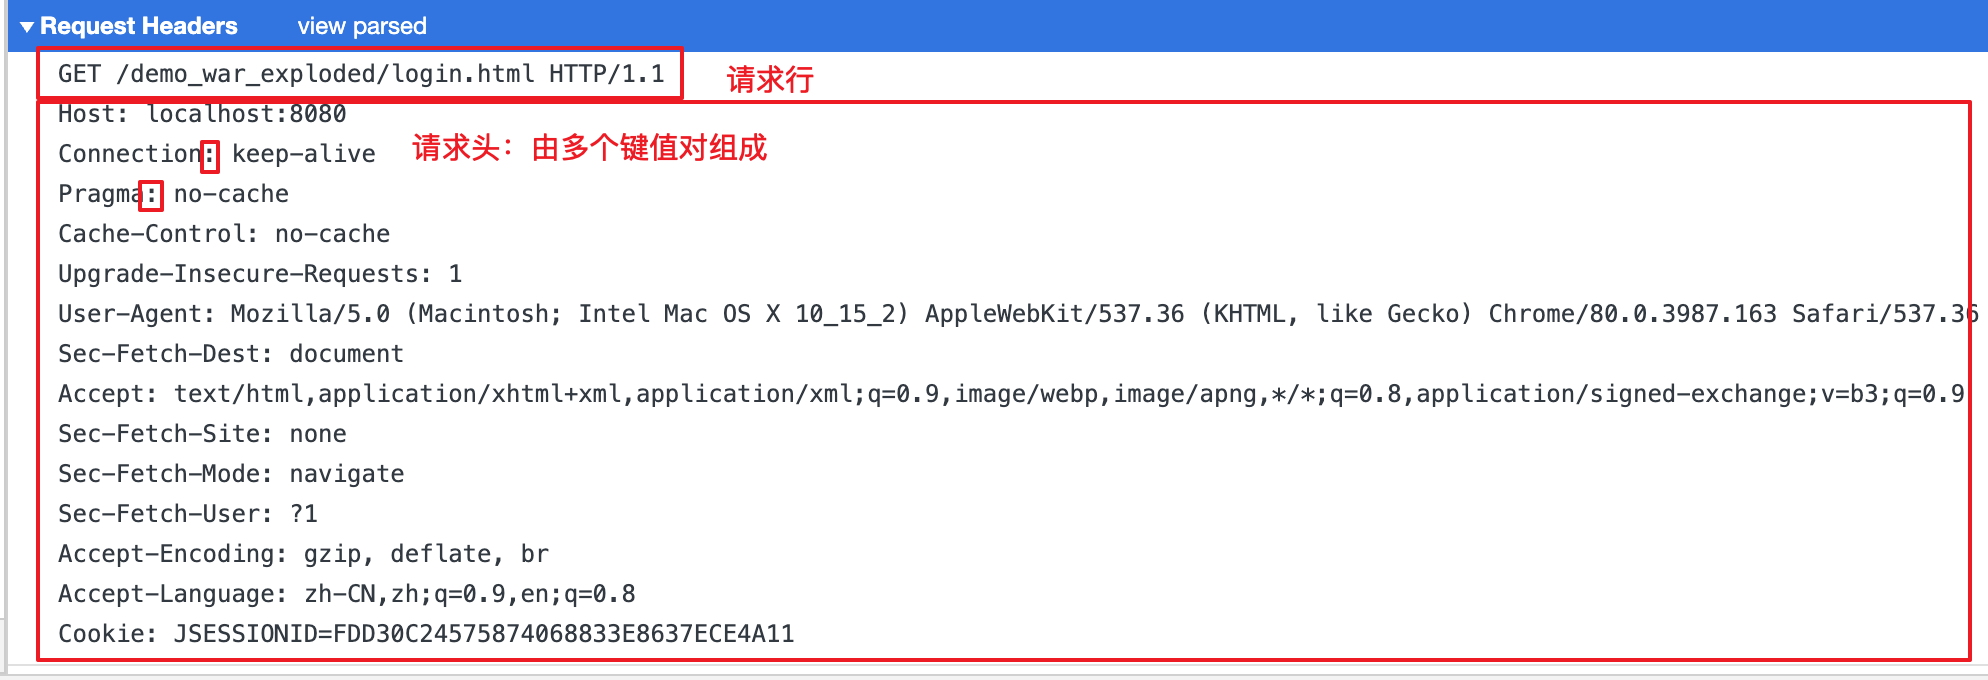 Request Headers view parsed
GET /demo_war_exploded/login.html HTTP/1.1 请求行
Host: localhost:8080
Connection: keep-alive 请求头：由多个键值对组成
Pragma: no-cache
Cache-Control: no-cache
Upgrade-Insecure-Requests: 1
User-Agent: Mozilla/5.0 (Macintosh; Intel Mac OS X 10_15_2) AppleWebKit/537.36 (KHTML, like Gecko) Chrome/80.0.3987.163 Safari/537.36
Sec-Fetch-Dest: document
Accept: text/html,application/xhtml+xml,application/xml;q=0.9,image/webp,image/apng,*/*;q=0.8,application/signed-exchange;v=b3;q=0.9
Sec-Fetch-Site: none
Sec-Fetch-Mode: navigate
Sec-Fetch-User: ?1
Accept-Encoding: gzip, deflate, br
Accept-Language: zh-CN,zh;q=0.9,en;q=0.8
Cookie: JSESSIONID=FDD30C24575874068833E8637ECE4A11